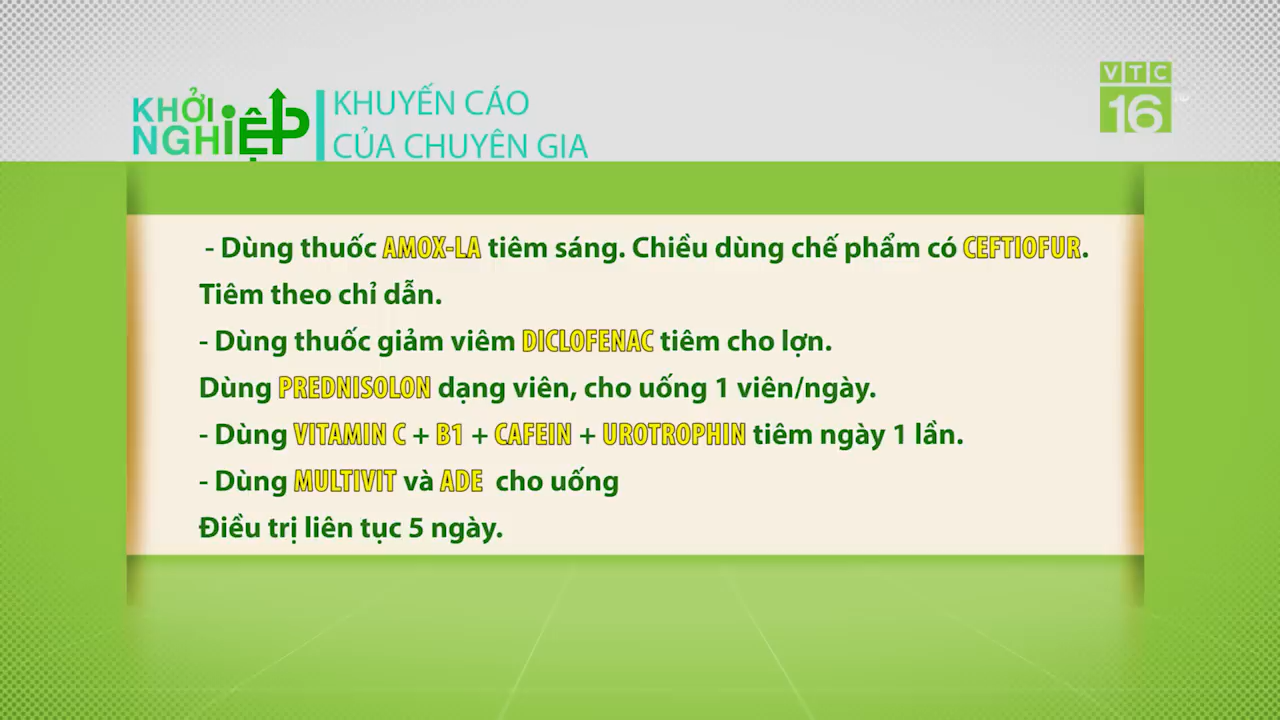 KHỞI NGHIỆP
KHUYẾN CÁO
CỦA CHUYÊN GIA
VTC
16
- Dùng thuốc AMOX-LA tiêm sáng. Chiều dùng chế phẩm có CEFTIOFUR.
Tiêm theo chỉ dẫn.
- Dùng thuốc giảm viêm DICLOFENAC tiêm cho lợn.
Dùng PREDNISOLON dạng viên, cho uống 1 viên/ngày.
- Dùng VITAMIN C + B1 + CAFEIN + UROTROPHIN tiêm ngày 1 lần.
- Dùng MULTIVIT và ADE cho uống
Điều trị liên tục 5 ngày.